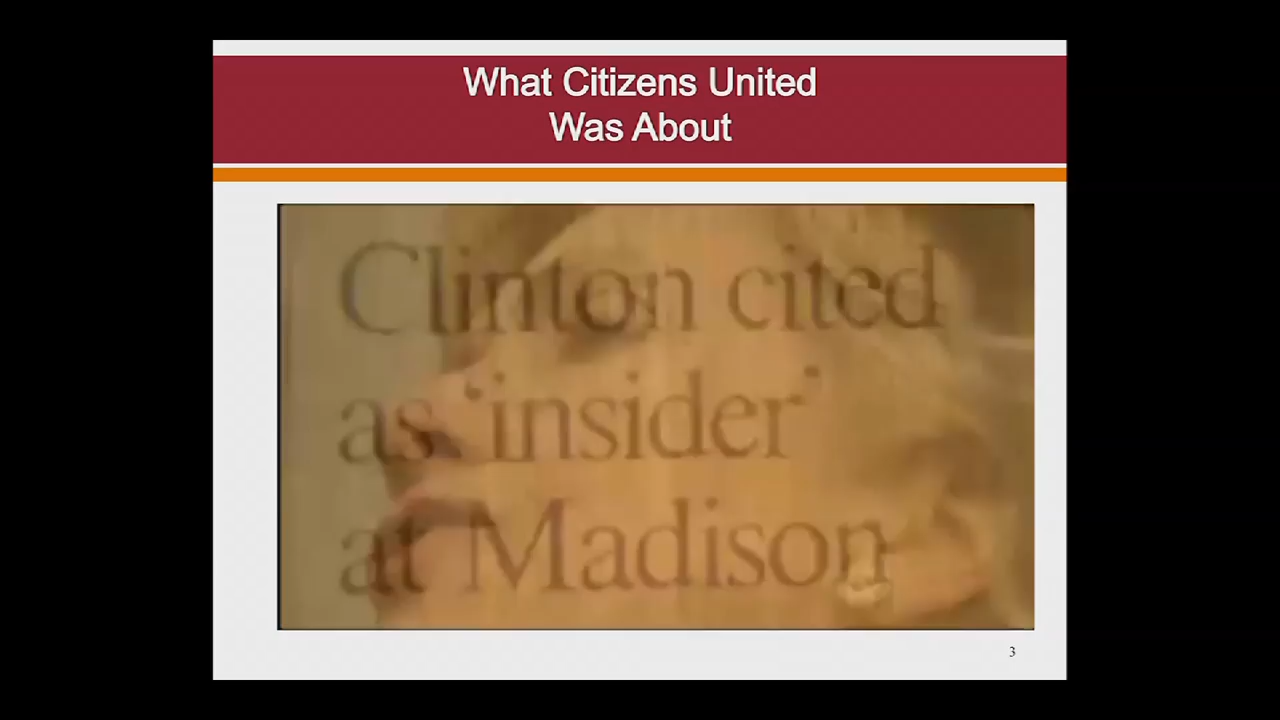 What Citizens United
Was About
Clinton cited
as ‘insider’
at Madison
3